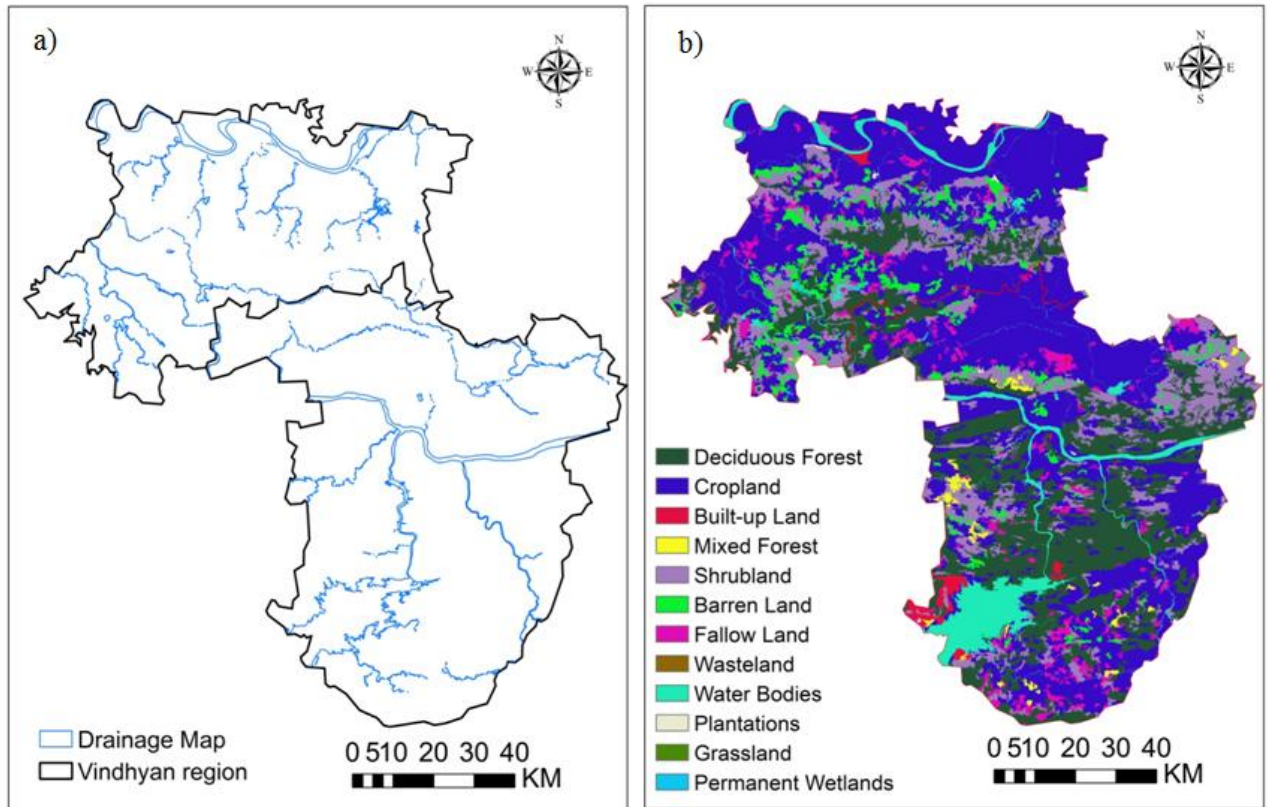 a)
N
W E
S
Drainage Map
Vindhyan region
0 510 20 30 40
KM
b)
N
W E
S
Deciduous Forest
Cropland
Built-up Land
Mixed Forest
Shrubland
Barren Land
Fallow Land
Wasteland
Water Bodies
Plantations
Grassland
Permanent Wetlands
0 510 20 30 40
KM